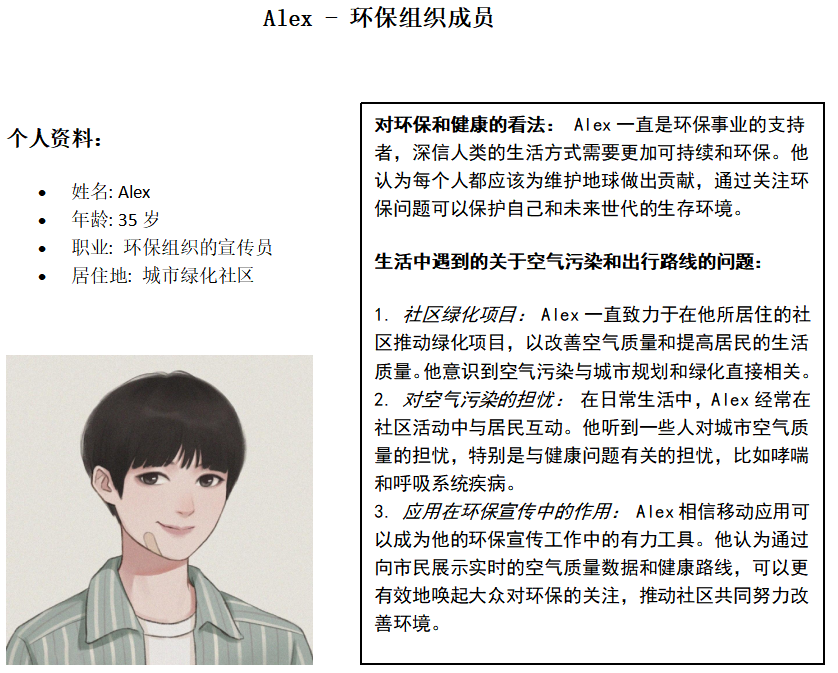 Alex - 环保组织成员
个人资料：
• 姓名: Alex
• 年龄: 35 岁
• 职业: 环保组织的宣传员
• 居住地: 城市绿化社区
对环保和健康的看法： Alex 一直是环保事业的支持
者，深信人类的生活方式需要更加可持续和环保。他
认为每个人都应该为维护地球做出贡献，通过关注环
保问题可以保护自己和未来世代的生存环境。
生活中遇到的关于空气污染和出行路线的问题：
1. 社区绿化项目： Alex 一直致力于在他所居住的社
区推动绿化项目，以改善空气质量和提高居民的生活
质量。他意识到空气污染与城市规划和绿化直接相关。
2. 对空气污染的担忧： 在日常生活中，Alex 经常在
社区活动中与居民互动。他听到一些人对城市空气质
量的担忧，特别是与健康问题有关的担忧，比如哮喘
和呼吸系统疾病。
3. 应用在环保宣传中的作用： Alex 相信移动应用可
以成为他的环保宣传工作中的有力工具。他认为通过
向市民展示实时的空气质量数据和健康路线，可以更
有效地唤起大众对环保的关注，推动社区共同努力改
善环境。